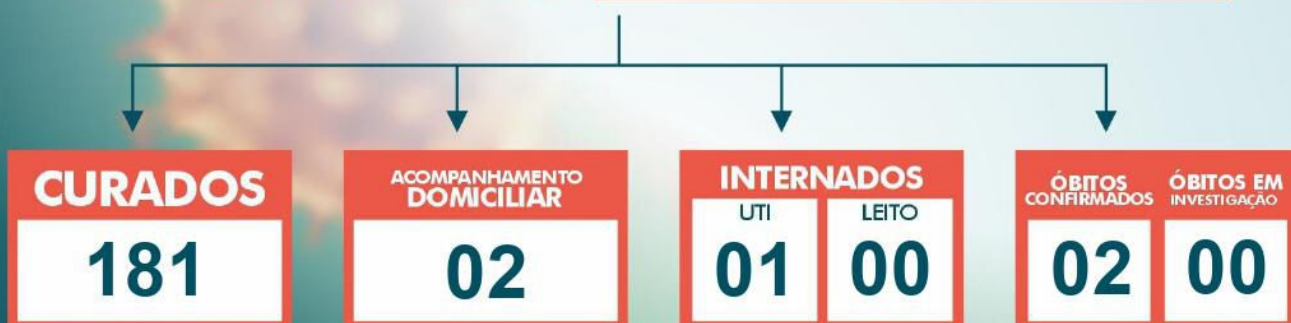 CURADOS
181
ACOMPANHAMENTO
DOMICILIAR
02
INTERNADOS
UTI
01
LEITO
00
ÓBITOS
CONFIRMADOS
02
ÓBITOS EM
INVESTIGAÇÃO
00